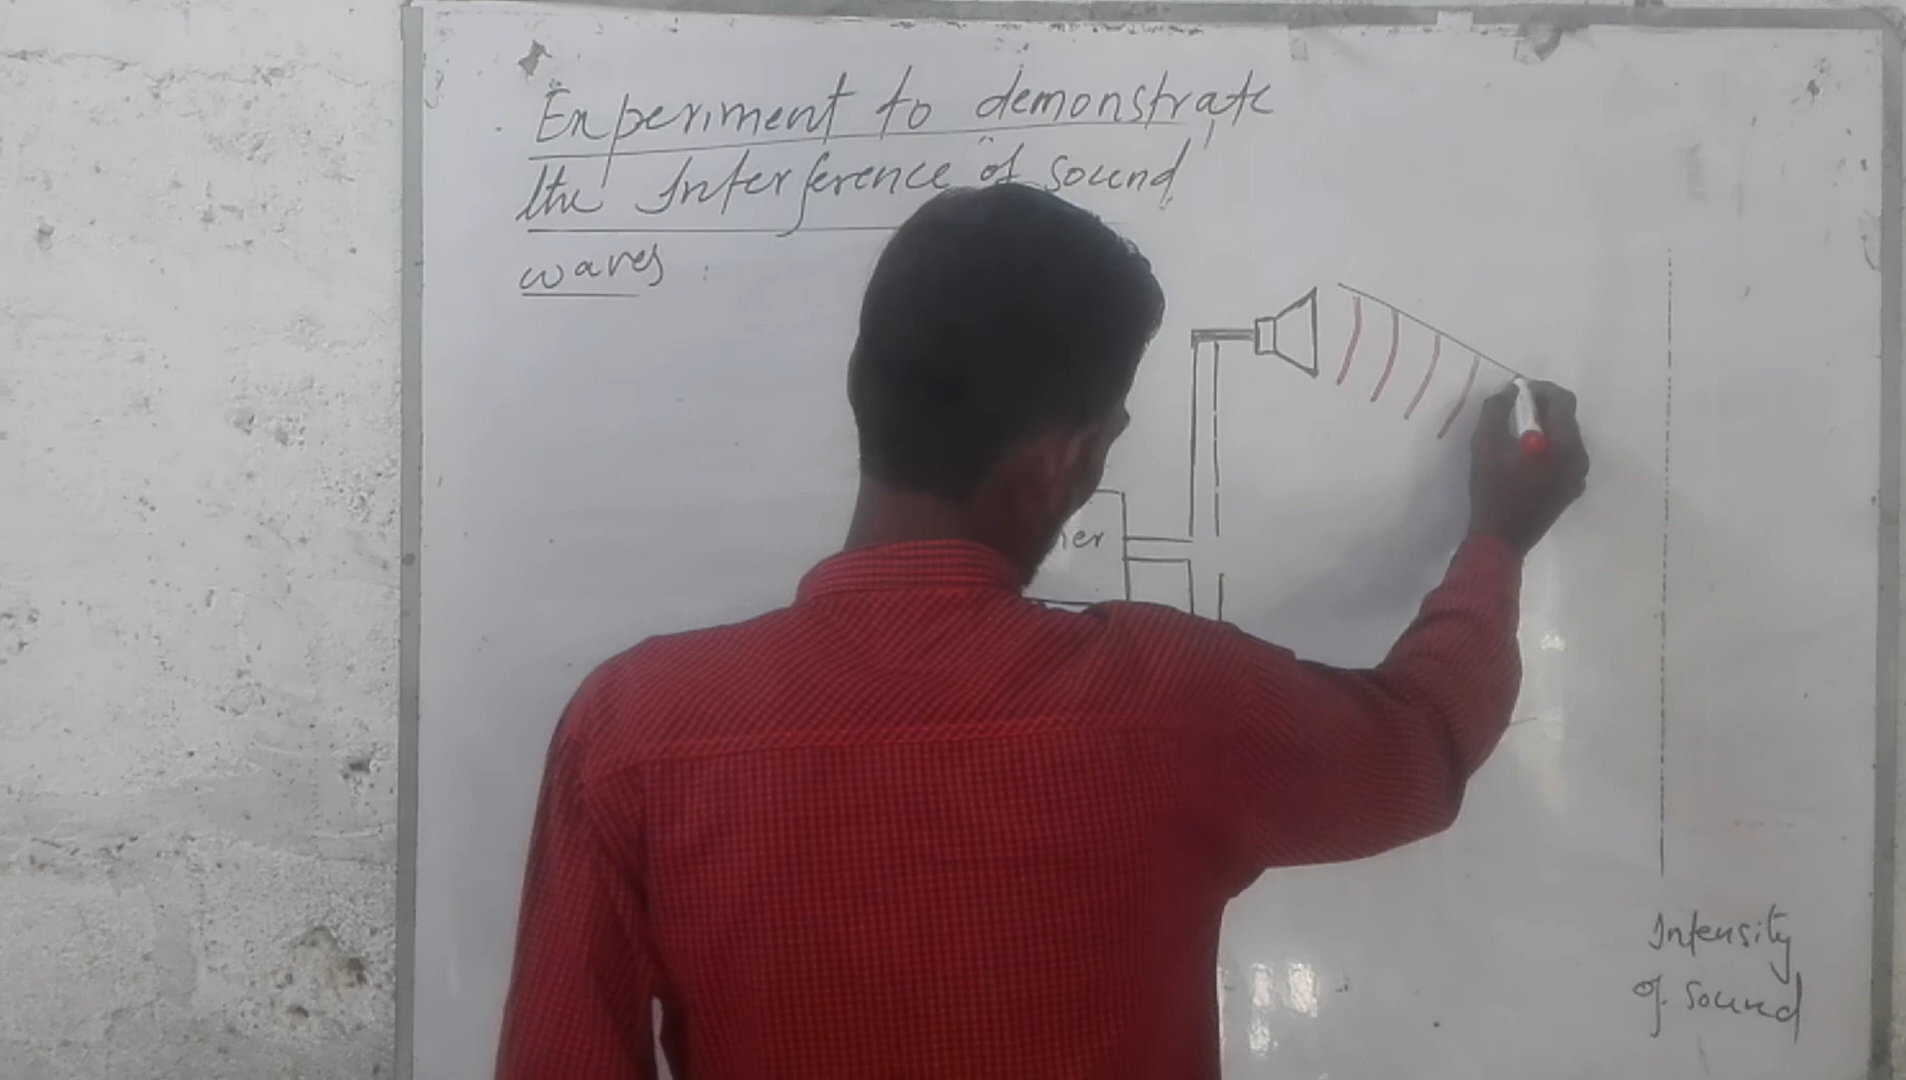 Experiment to demonstrate
the Interference of sound
waves :
Intensity
of sound